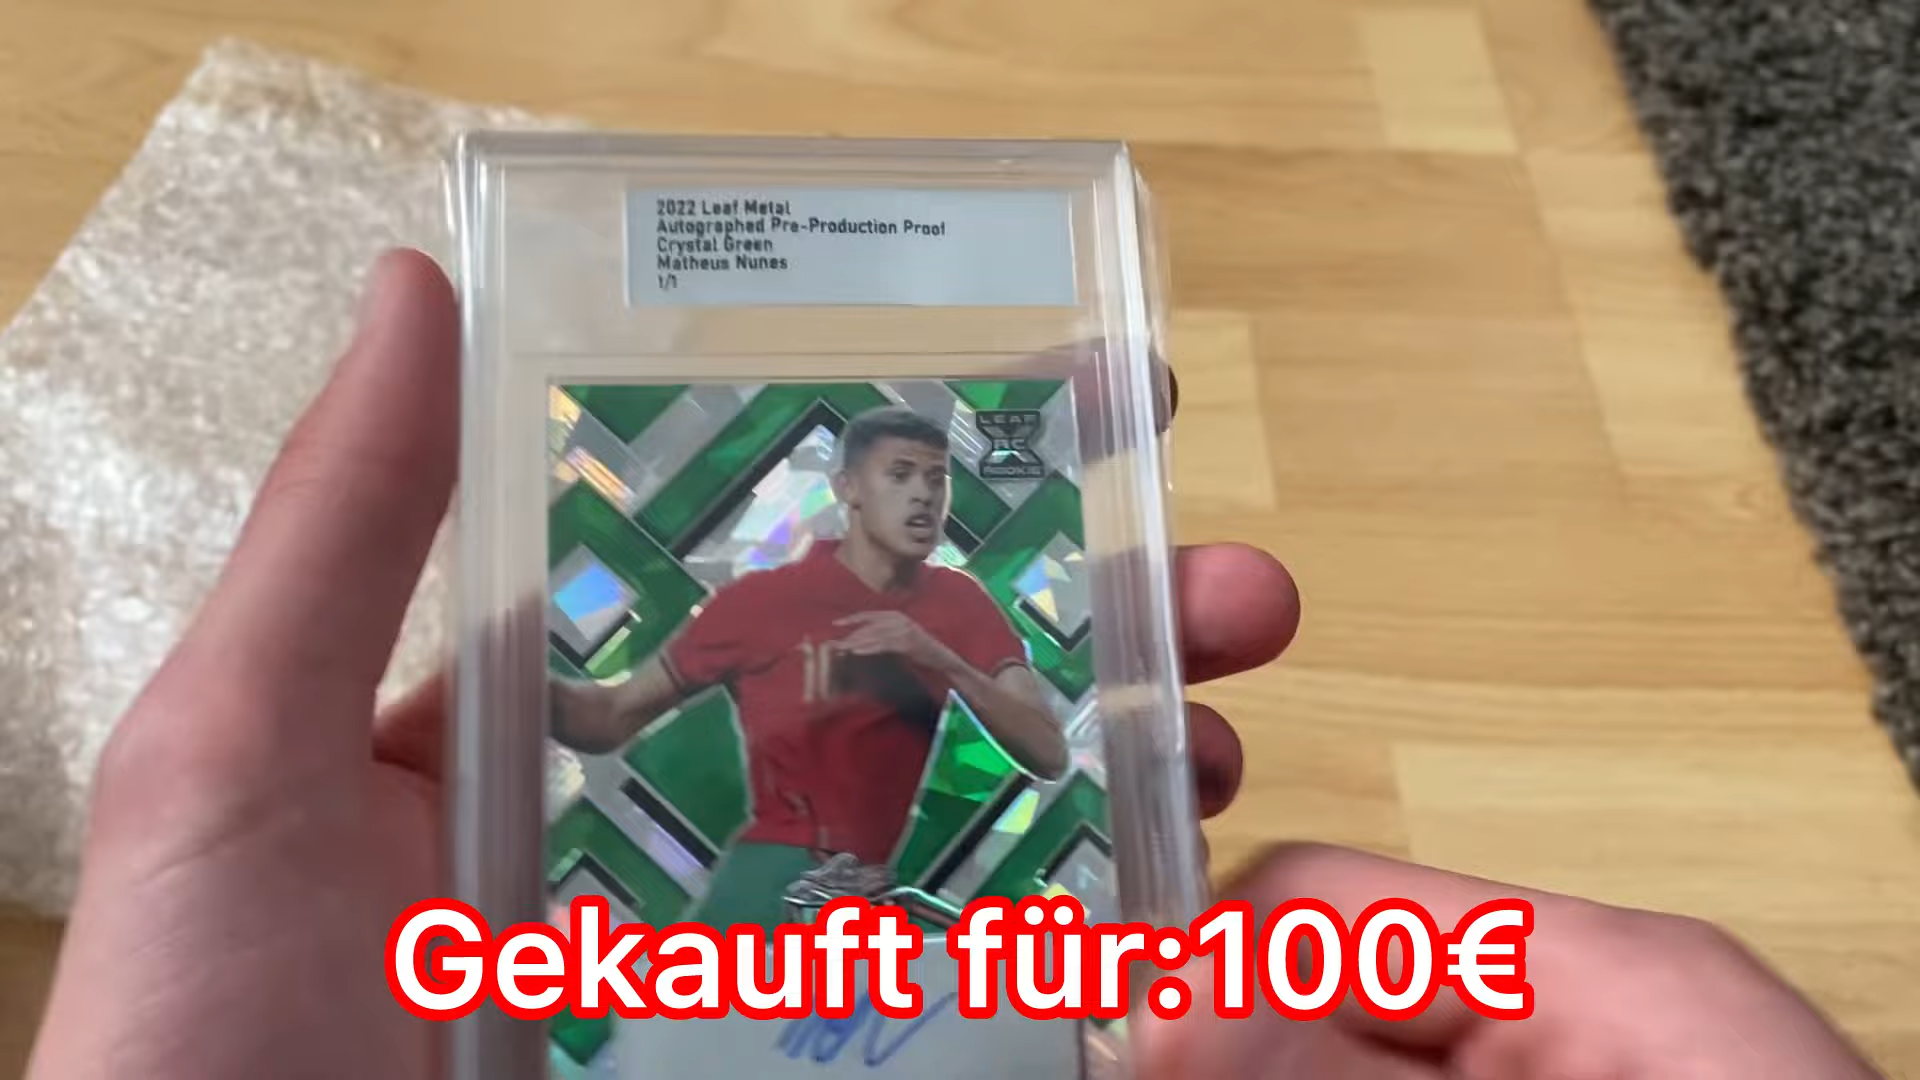 2022 Leaf Metal
Autographed Pre-Production Proof
Crystal Green
Matheus Nunes
1/1
LEAF
RC
ROOKIE
10
Gekauft für:100€